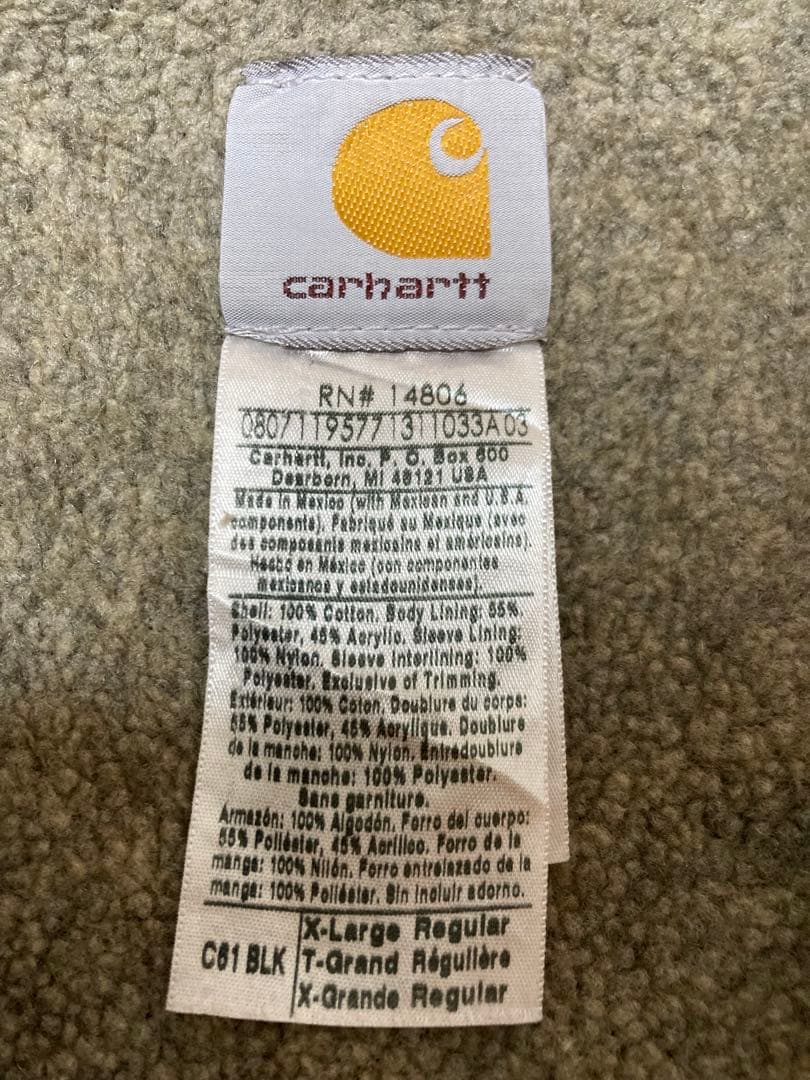 carhartt
RN# 14806
0807119577131 1033A 03
Carhartt, Inc, P. O. Box 600
Dearborn, MI 48121 USA
Made in Mexico (with Mexican and U.S.A.
components). Fabriqué au Mexique (avec
des composants mexicains et américains).
Hecho en México (con componentes
mexicanos y estadounidenses).
Shell: 100% Cotton. Body Lining: 55%
Polyester, 45% Acrylic. Sleeve Lining:
100% Nylon. Sleeve Interlining: 100%
Polyester. Exclusive of Trimming.
Extérieur: 100% Coton. Doublure du corps:
55% Polyester, 45% Acrylique. Doublure
de la manche: 100% Nylon. Entredoublure
de la manche: 100% Polyester.
Sans garniture.
Armazón: 100% Algodón. Forro del cuerpo:
55% Poliéster, 45% Acrílico. Forro de la
manga: 100% Nilón. Forro entrelazado de la
manga: 100% Poliéster. Sin incluir adorno.
C61 BLK
X-Large Regular
T-Grand Régulière
X-Grande Regular